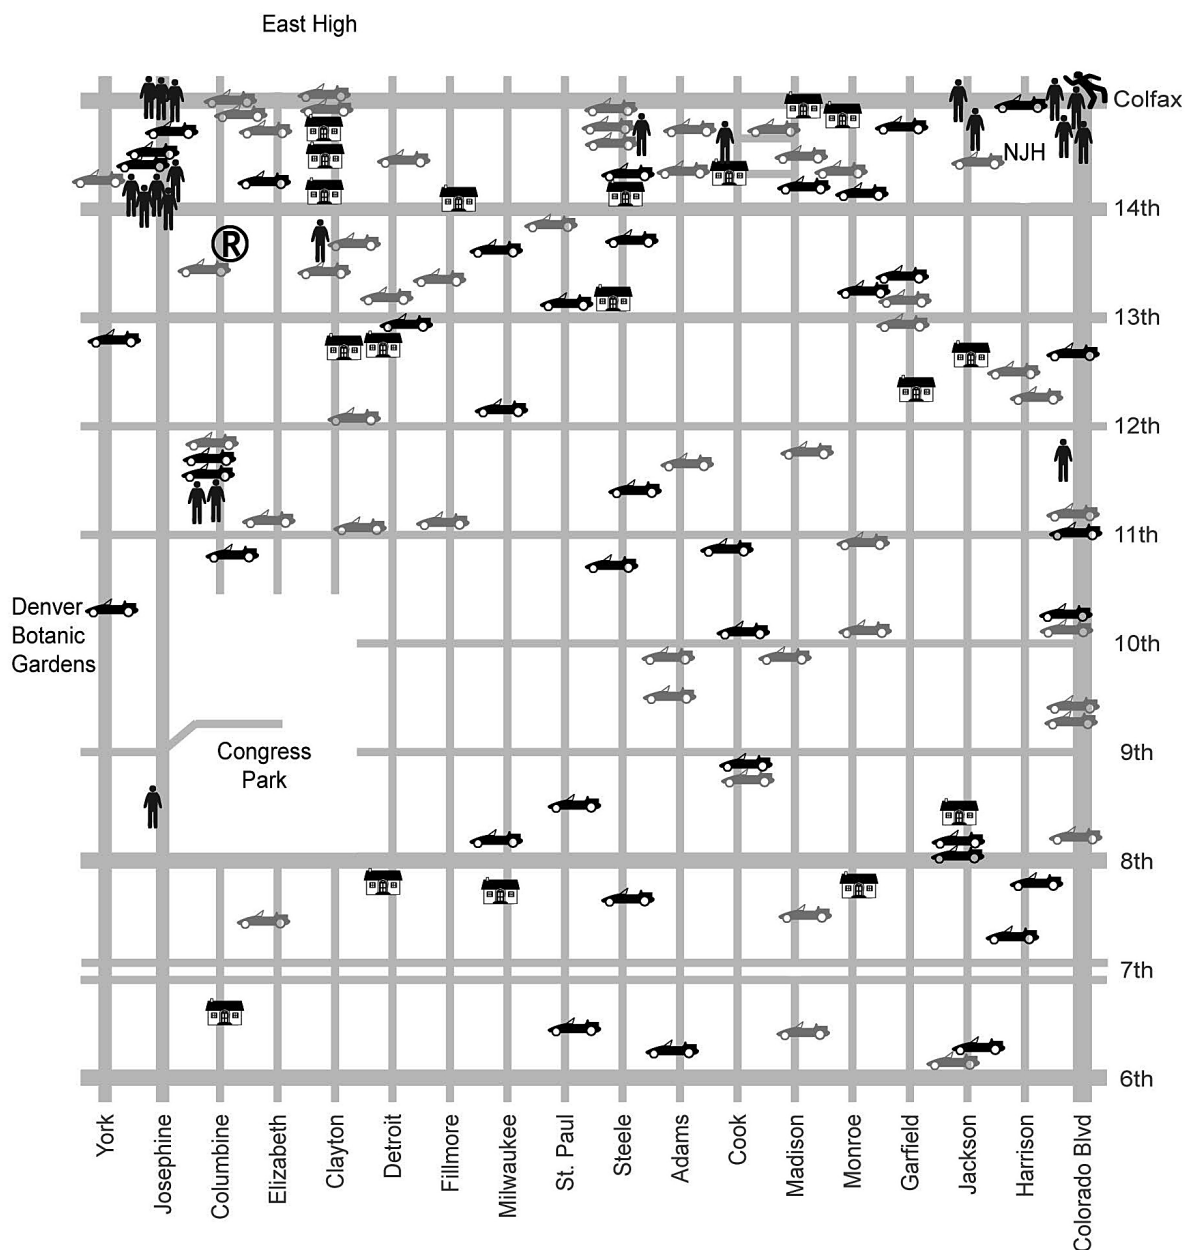 East High
Colfax
NJH
14th
®
13th
12th
11th
Denver
Botanic
Gardens
10th
Congress
Park
9th
8th
7th
6th
York
Josephine
Columbine
Elizabeth
Clayton
Detroit
Fillmore
Milwaukee
St. Paul
Steele
Adams
Cook
Madison
Monroe
Garfield
Jackson
Harrison
Colorado Blvd